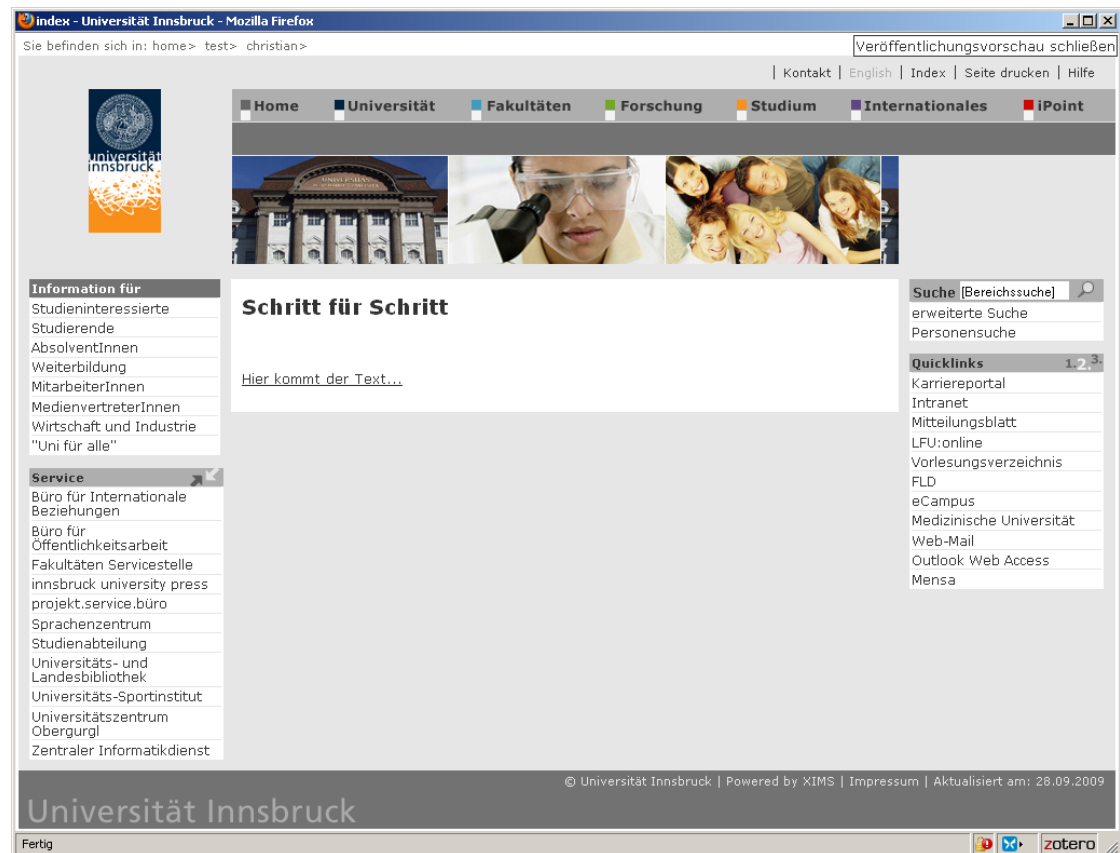 index - Universität Innsbruck - Mozilla Firefox
Sie befinden sich in: home> test> christian>
Veröffentlichungsvorschau schließen
| Kontakt | English | Index | Seite drucken | Hilfe
universität
innsbruck
Home Universität Fakultäten Forschung Studium Internationales iPoint
UNIVERSITAS
Information für
Studieninteressierte
Studierende
AbsolventInnen
Weiterbildung
MitarbeiterInnen
MedienvertreterInnen
Wirtschaft und Industrie
"Uni für alle"
Service
Büro für Internationale
Beziehungen
Büro für
Öffentlichkeitsarbeit
Fakultäten Servicestelle
innsbruck university press
projekt.service.büro
Sprachenzentrum
Studienabteilung
Universitäts- und
Landesbibliothek
Universitäts-Sportinstitut
Universitätszentrum
Obergurgl
Zentraler Informatikdienst
Schritt für Schritt
Hier kommt der Text...
Suche [Bereichssuche]
erweiterte Suche
Personensuche
Quicklinks 1.2.3.
Karriereportal
Intranet
Mitteilungsblatt
LFU:online
Vorlesungsverzeichnis
FLD
eCampus
Medizinische Universität
Web-Mail
Outlook Web Access
Mensa
© Universität Innsbruck | Powered by XIMS | Impressum | Aktualisiert am: 28.09.2009
Universität Innsbruck
Fertig
zotero